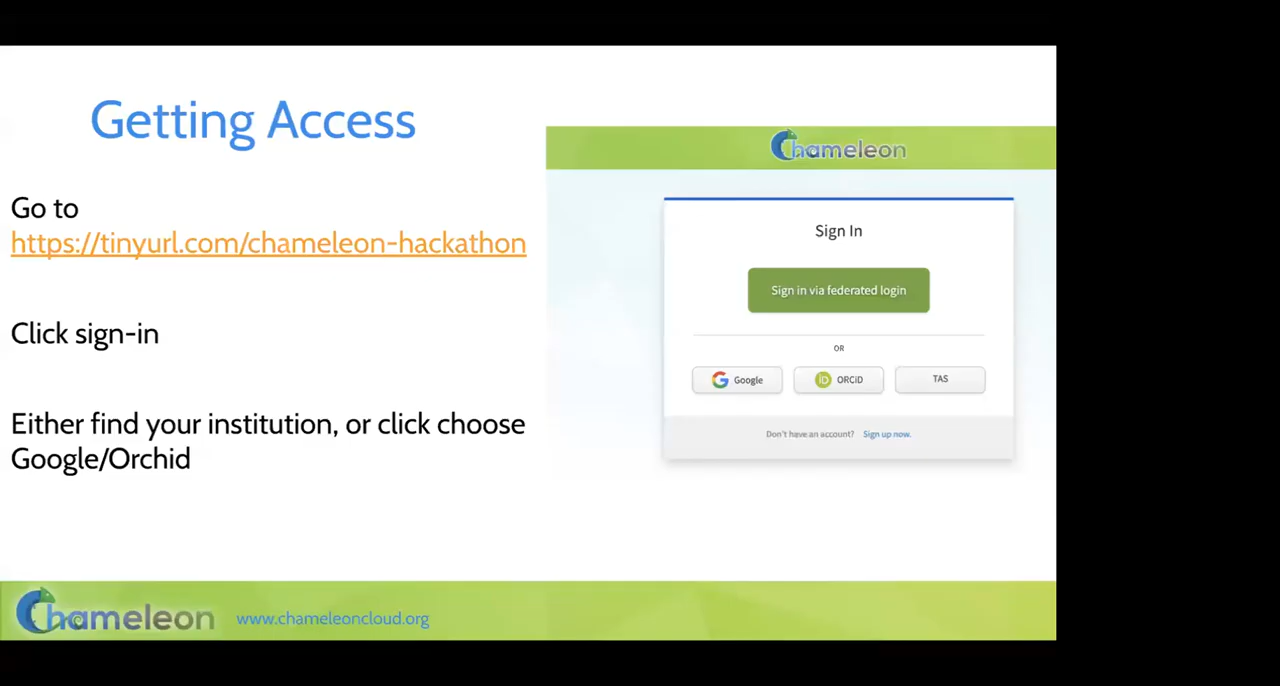 Getting Access
Go to
https://tinyurl.com/chameleon-hackathon
Click sign-in
Either find your institution, or click choose
Google/Orchid
Chameleon
Sign In
Sign in via federated login
OR
Google
iD ORCiD
TAS
Don't have an account? Sign up now.
Chameleon www.chameleoncloud.org